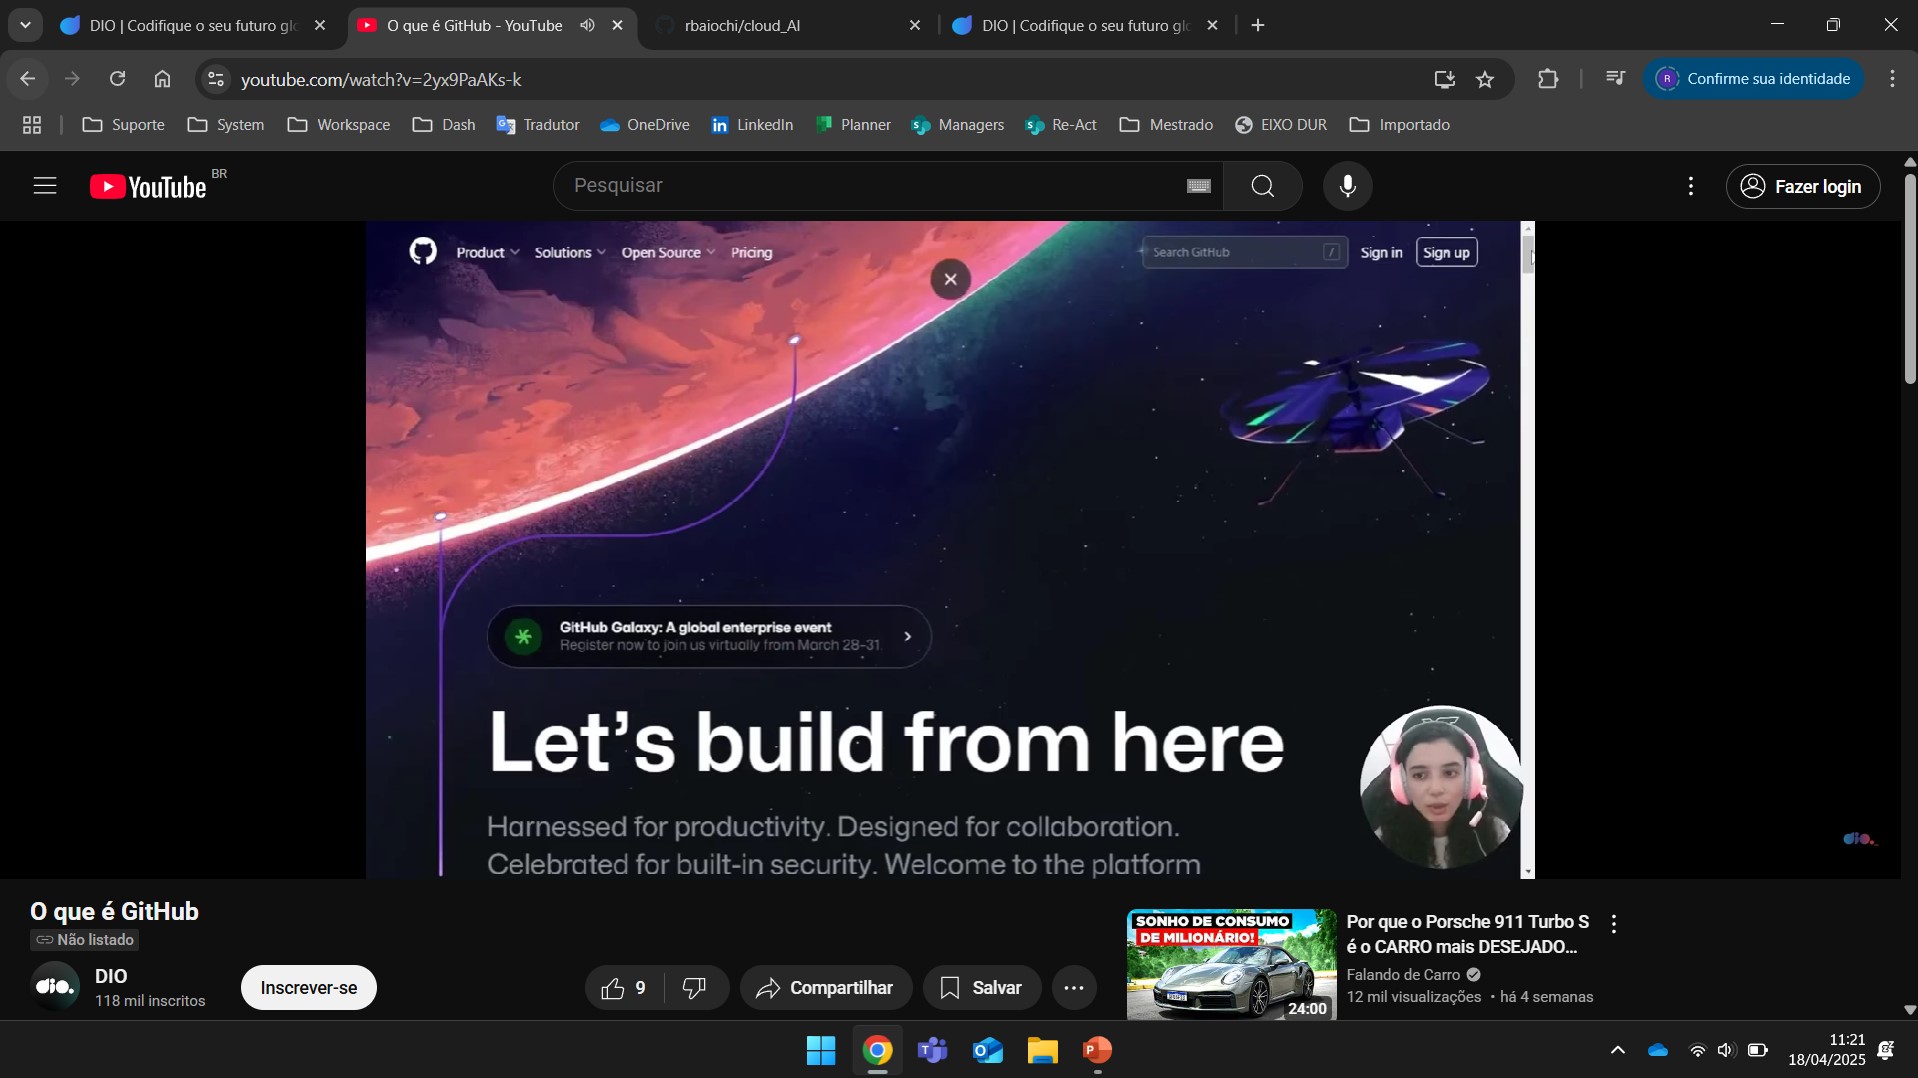 DIO | Codifique o seu futuro glo
O que é GitHub - YouTube
rbaiochi/cloud_AI
DIO | Codifique o seu futuro glo
youtube.com/watch?v=2yx9PaAKs-k
R
Confirme sua identidade
Suporte
System
Workspace
Dash
Tradutor
OneDrive
LinkedIn
Planner
Managers
Re-Act
Mestrado
EIXO DUR
Importado
YouTube BR
Pesquisar
Fazer login
Product
Solutions
Open Source
Pricing
Search GitHub /
Sign in
Sign up
GitHub Galaxy: A global enterprise event
Register now to join us virtually from March 28-31.
Let's build from here
Harnessed for productivity. Designed for collaboration.
Celebrated for built-in security. Welcome to the platform
dio.
O que é GitHub
Não listado
dio.
DIO
118 mil inscritos
Inscrever-se
9
Compartilhar
Salvar
SONHO DE CONSUMO
DE MILIONÁRIO!
24:00
Por que o Porsche 911 Turbo S
é o CARRO mais DESEJADO...
Falando de Carro
12 mil visualizações • há 4 semanas
11:21
18/04/2025